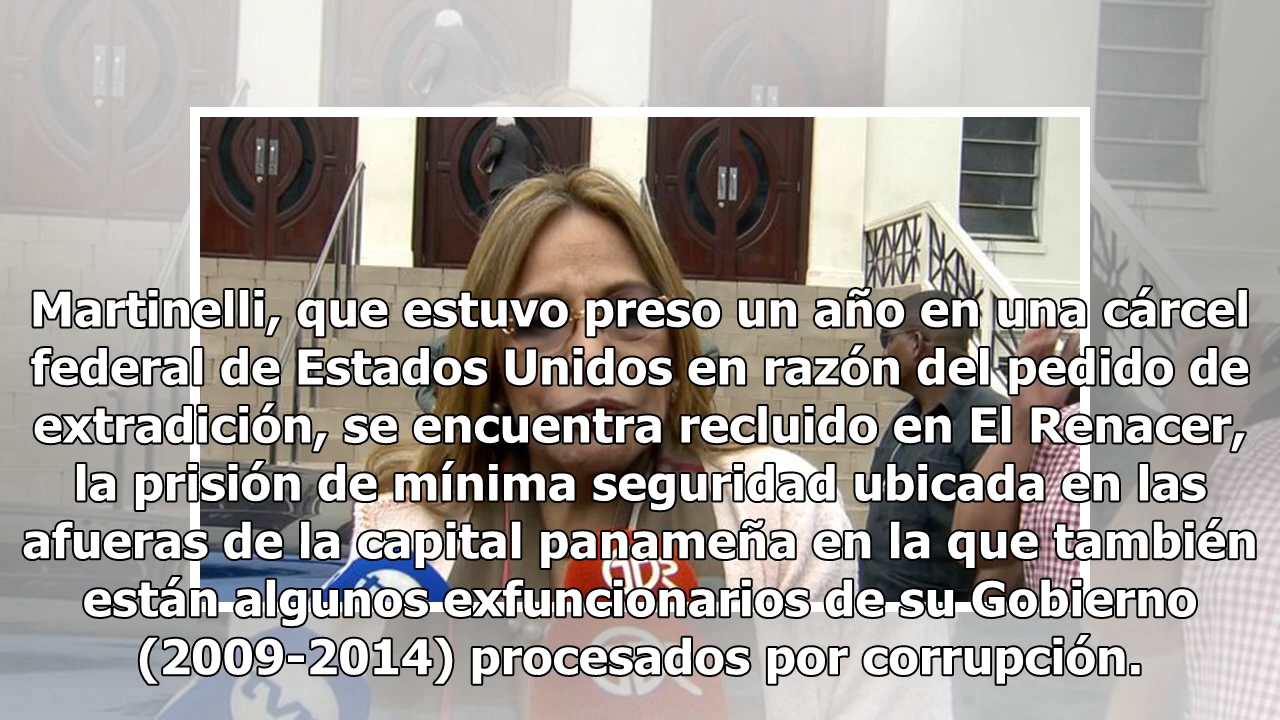 Martinelli, que estuvo preso un año en una cárcel
federal de Estados Unidos en razón del pedido de
extradición, se encuentra recluido en El Renacer,
la prisión de mínima seguridad ubicada en las
afueras de la capital panameña en la que también
están algunos exfuncionarios de su Gobierno
(2009-2014) procesados por corrupción.